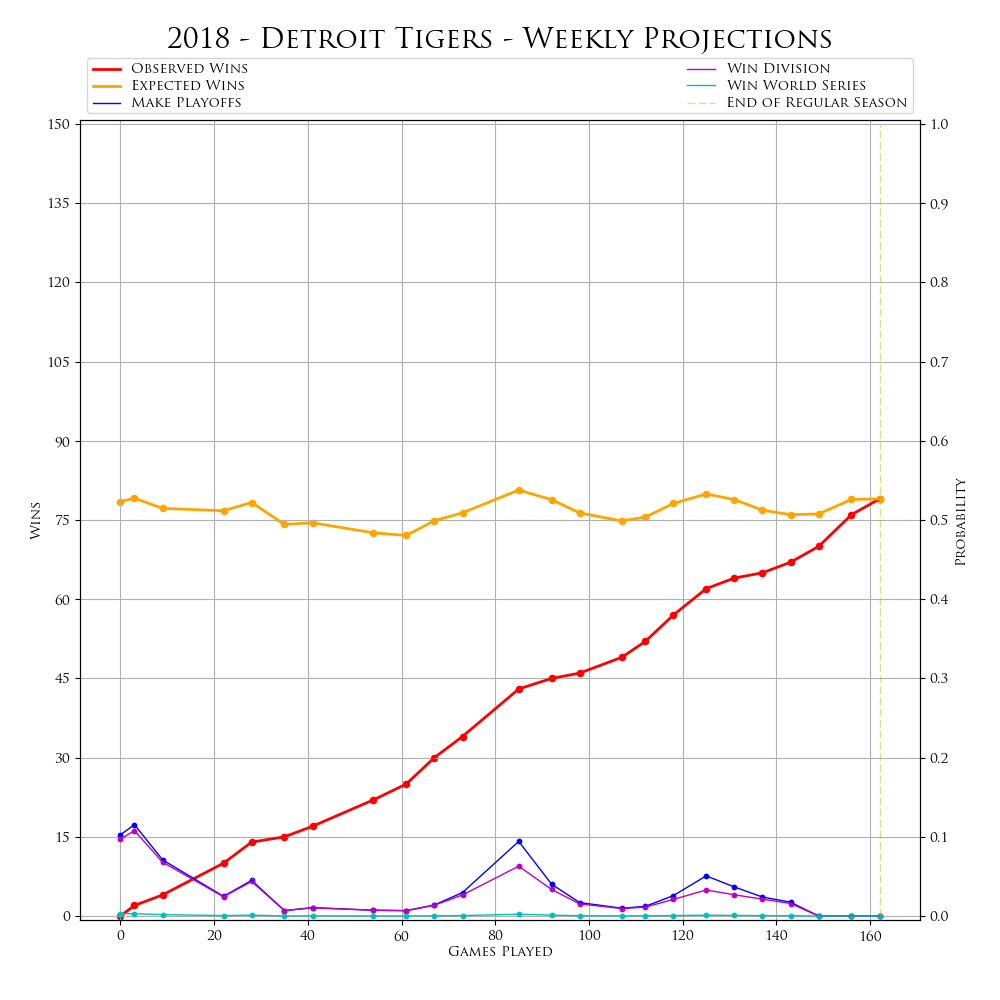 2018 - Detroit Tigers - Weekly Projections
Observed Wins
Expected Wins
Make Playoffs
Win Division
Win World Series
End of Regular Season
150
135
120
105
90
75
60
45
30
15
0
Wins
1.0
0.9
0.8
0.7
0.6
0.5
0.4
0.3
0.2
0.1
0.0
Probability
0 20 40 60 80 100 120 140 160
Games Played